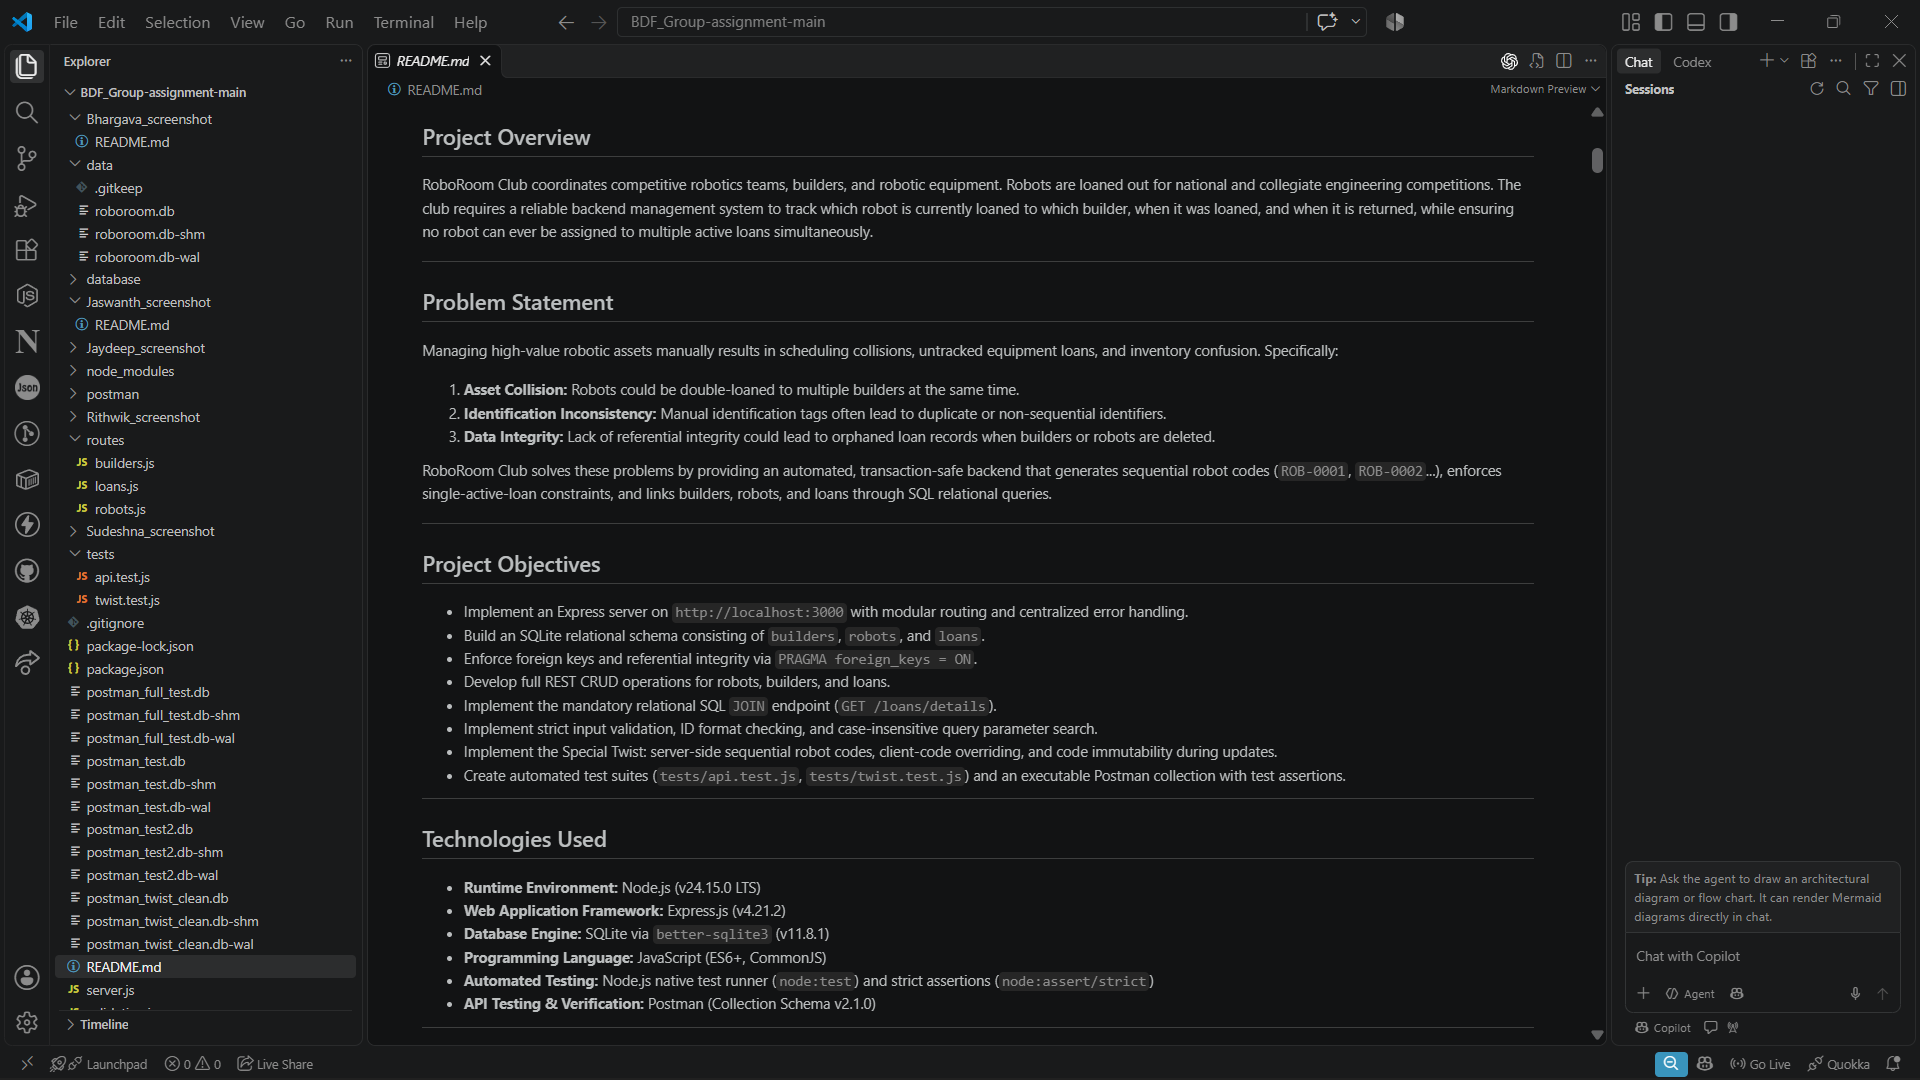 File Edit Selection View Go Run Terminal Help
BDF_Group-assignment-main
Explorer
BDF_Group-assignment-main
Bhargava_screenshot
README.md
data
.gitkeep
roboroom.db
roboroom.db-shm
roboroom.db-wal
database
Jaswanth_screenshot
README.md
Jaydeep_screenshot
node_modules
postman
Rithwik_screenshot
routes
JS builders.js
JS loans.js
JS robots.js
Sudeshna_screenshot
tests
JS api.test.js
JS twist.test.js
.gitignore
{} package-lock.json
{} package.json
postman_full_test.db
postman_full_test.db-shm
postman_full_test.db-wal
postman_test.db
postman_test.db-shm
postman_test.db-wal
postman_test2.db
postman_test2.db-shm
postman_test2.db-wal
postman_twist_clean.db
postman_twist_clean.db-shm
postman_twist_clean.db-wal
README.md
JS server.js
Timeline
README.md
README.md
Markdown Preview
Project Overview
RoboRoom Club coordinates competitive robotics teams, builders, and robotic equipment. Robots are loaned out for national and collegiate engineering competitions. The
club requires a reliable backend management system to track which robot is currently loaned to which builder, when it was loaned, and when it is returned, while ensuring
no robot can ever be assigned to multiple active loans simultaneously.
Problem Statement
Managing high-value robotic assets manually results in scheduling collisions, untracked equipment loans, and inventory confusion. Specifically:
1. Asset Collision: Robots could be double-loaned to multiple builders at the same time.
2. Identification Inconsistency: Manual identification tags often lead to duplicate or non-sequential identifiers.
3. Data Integrity: Lack of referential integrity could lead to orphaned loan records when builders or robots are deleted.
RoboRoom Club solves these problems by providing an automated, transaction-safe backend that generates sequential robot codes (ROB-0001, ROB-0002...), enforces
single-active-loan constraints, and links builders, robots, and loans through SQL relational queries.
Project Objectives
• Implement an Express server on http://localhost:3000 with modular routing and centralized error handling.
• Build an SQLite relational schema consisting of builders, robots, and loans.
• Enforce foreign keys and referential integrity via PRAGMA foreign_keys = ON.
• Develop full REST CRUD operations for robots, builders, and loans.
• Implement the mandatory relational SQL JOIN endpoint (GET /loans/details).
• Implement strict input validation, ID format checking, and case-insensitive query parameter search.
• Implement the Special Twist: server-side sequential robot codes, client-code overriding, and code immutability during updates.
• Create automated test suites (tests/api.test.js, tests/twist.test.js) and an executable Postman collection with test assertions.
Technologies Used
• Runtime Environment: Node.js (v24.15.0 LTS)
• Web Application Framework: Express.js (v4.21.2)
• Database Engine: SQLite via better-sqlite3 (v11.8.1)
• Programming Language: JavaScript (ES6+, CommonJS)
• Automated Testing: Node.js native test runner (node:test) and strict assertions (node:assert/strict)
• API Testing & Verification: Postman (Collection Schema v2.1.0)
Chat Codex
Sessions
Tip: Ask the agent to draw an architectural
diagram or flow chart. It can render Mermaid
diagrams directly in chat.
Chat with Copilot
Agent
Copilot
Launchpad 0 0 Live Share
Go Live Quokka